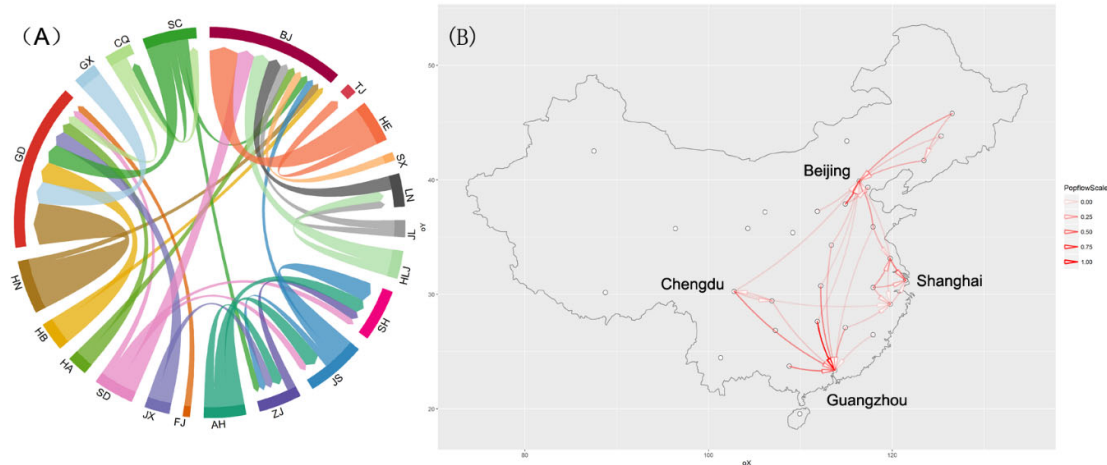 (A)
SC
BJ
CQ
TJ
GX
HE
GD
SX
LN
JL
HLJ
HN
SH
HB
HA
JS
SD
ZJ
JX
FJ
AH
(B)
50
40
30
20
oY
Beijing
Chengdu
Shanghai
Guangzhou
80
100
120
oX
PopflowScale
0.00
0.25
0.50
0.75
1.00